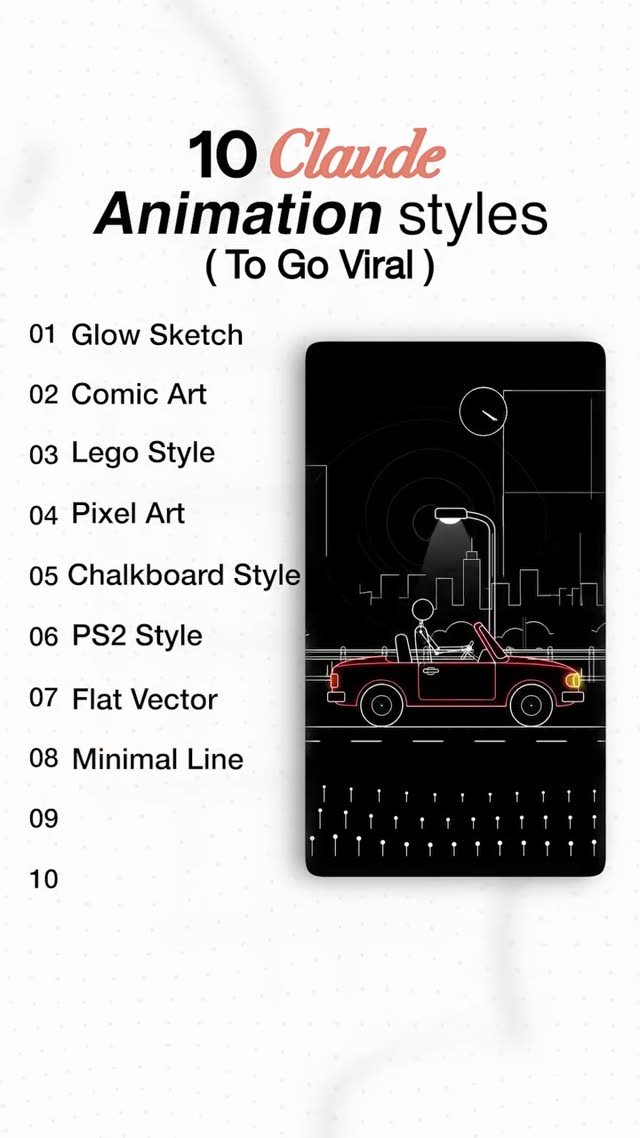 10 Claude
Animation styles
( To Go Viral )
01 Glow Sketch
02 Comic Art
03 Lego Style
04 Pixel Art
05 Chalkboard Style
06 PS2 Style
07 Flat Vector
08 Minimal Line
09
10